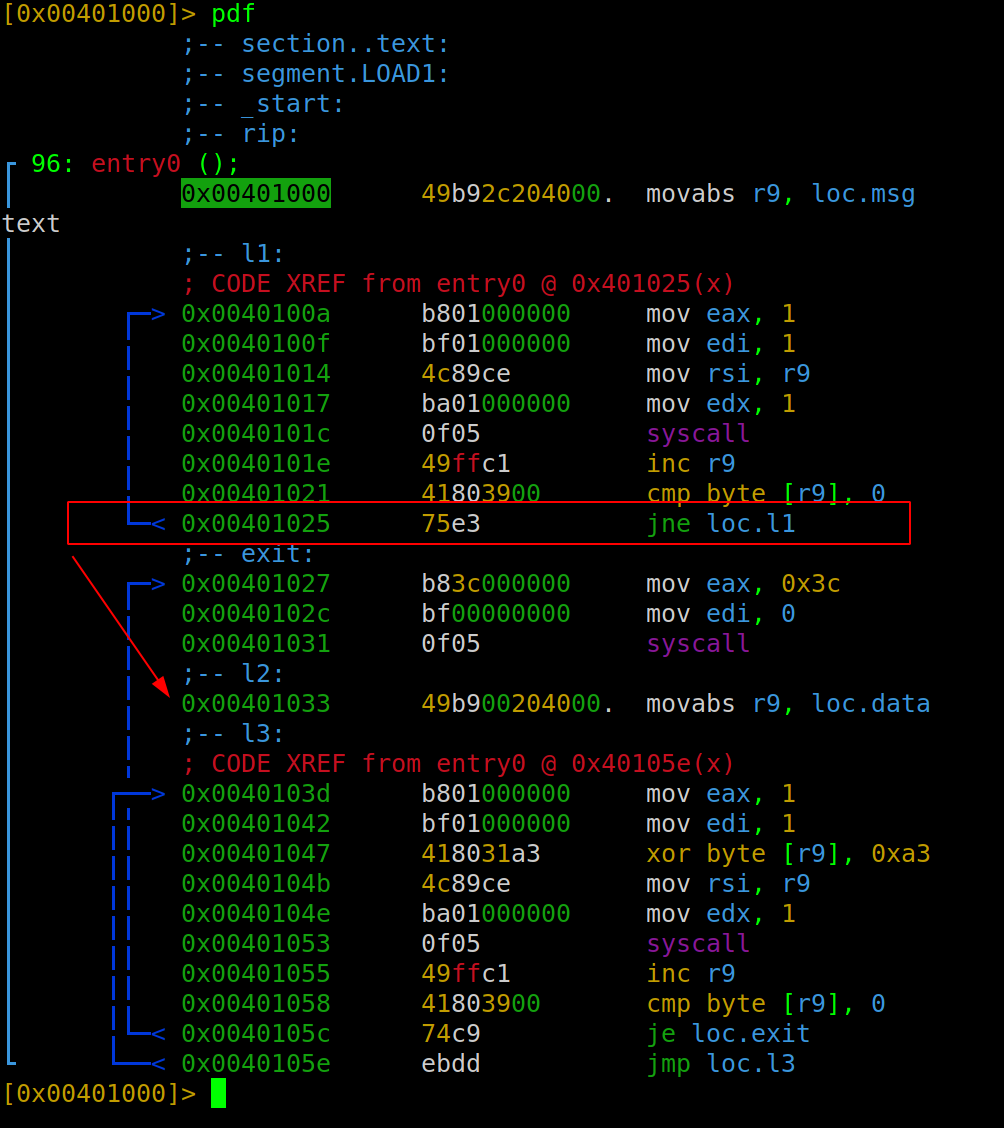 [0x00401000]> pdf
;-- section..text:
;-- segment.LOAD1:
;-- _start:
;-- rip:
96: entry0 ();
0x00401000 49b92c204000. movabs r9, loc.msg
text
;-- l1:
; CODE XREF from entry0 @ 0x401025(x)
0x0040100a b801000000 mov eax, 1
0x0040100f bf01000000 mov edi, 1
0x00401014 4c89ce mov rsi, r9
0x00401017 ba01000000 mov edx, 1
0x0040101c 0f05 syscall
0x0040101e 49ffc1 inc r9
0x00401021 41803900 cmp byte [r9], 0
0x00401025 75e3 jne loc.l1
;-- exit:
0x00401027 b83c000000 mov eax, 0x3c
0x0040102c bf00000000 mov edi, 0
0x00401031 0f05 syscall
;-- l2:
0x00401033 49b900204000. movabs r9, loc.data
;-- l3:
; CODE XREF from entry0 @ 0x40105e(x)
0x0040103d b801000000 mov eax, 1
0x00401042 bf01000000 mov edi, 1
0x00401047 418031a3 xor byte [r9], 0xa3
0x0040104b 4c89ce mov rsi, r9
0x0040104e ba01000000 mov edx, 1
0x00401053 0f05 syscall
0x00401055 49ffc1 inc r9
0x00401058 41803900 cmp byte [r9], 0
0x0040105c 74c9 je loc.exit
0x0040105e ebdd jmp loc.l3
[0x00401000]>